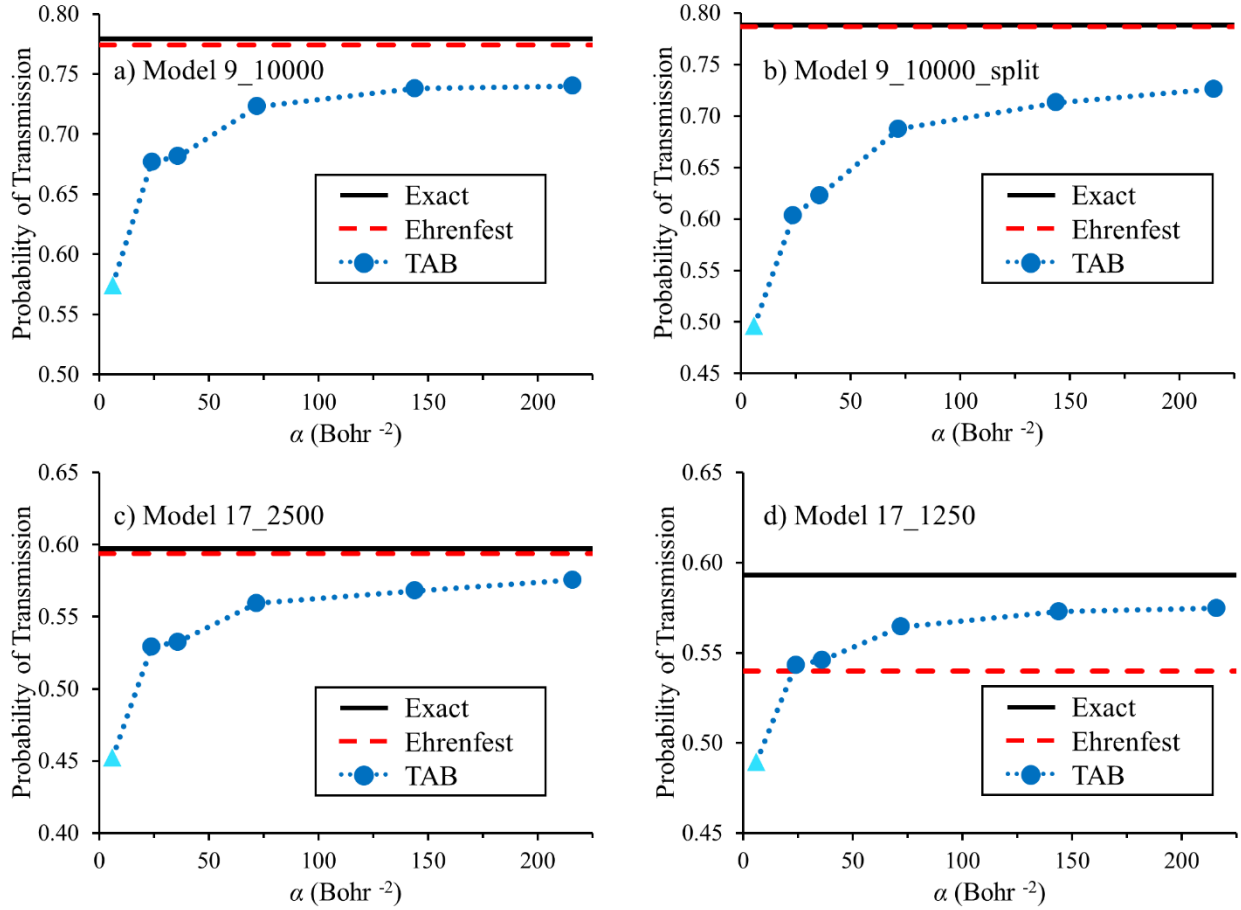 0.80
0.75
0.70
0.65
0.60
0.55
0.50
Probability of Transmission
a) Model 9_10000
Exact
Ehrenfest
TAB
0 50 100 150 200
α (Bohr -2)
0.80
0.75
0.70
0.65
0.60
0.55
0.50
0.45
Probability of Transmission
b) Model 9_10000_split
Exact
Ehrenfest
TAB
0 50 100 150 200
α (Bohr -2)
0.65
0.60
0.55
0.50
0.45
0.40
Probability of Transmission
c) Model 17_2500
Exact
Ehrenfest
TAB
0 50 100 150 200
α (Bohr -2)
0.65
0.60
0.55
0.50
0.45
Probability of Transmission
d) Model 17_1250
Exact
Ehrenfest
TAB
0 50 100 150 200
α (Bohr -2)